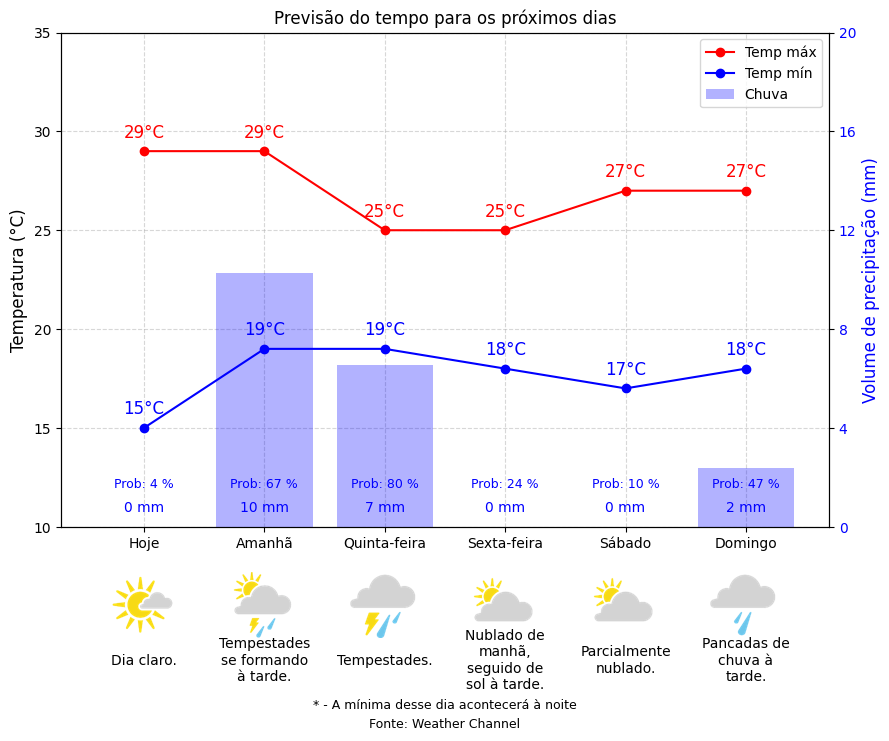 Previsão do tempo para os próximos dias
35
30
25
20
15
10
Temperatura (°C)
20
16
12
8
4
0
Volume de precipitação (mm)
Temp máx
Temp mín
Chuva
29°C 29°C 25°C 25°C 27°C 27°C
15°C 19°C 19°C 18°C 17°C 18°C
Prob: 4 % Prob: 67 % Prob: 80 % Prob: 24 % Prob: 10 % Prob: 47 %
0 mm 10 mm 7 mm 0 mm 0 mm 2 mm
Hoje Amanhã Quinta-feira Sexta-feira Sábado Domingo
Dia claro.
Tempestades
se formando
à tarde.
Tempestades.
Nublado de
manhã,
seguido de
sol à tarde.
Parcialmente
nublado.
Pancadas de
chuva à
tarde.
* - A mínima desse dia acontecerá à noite
Fonte: Weather Channel